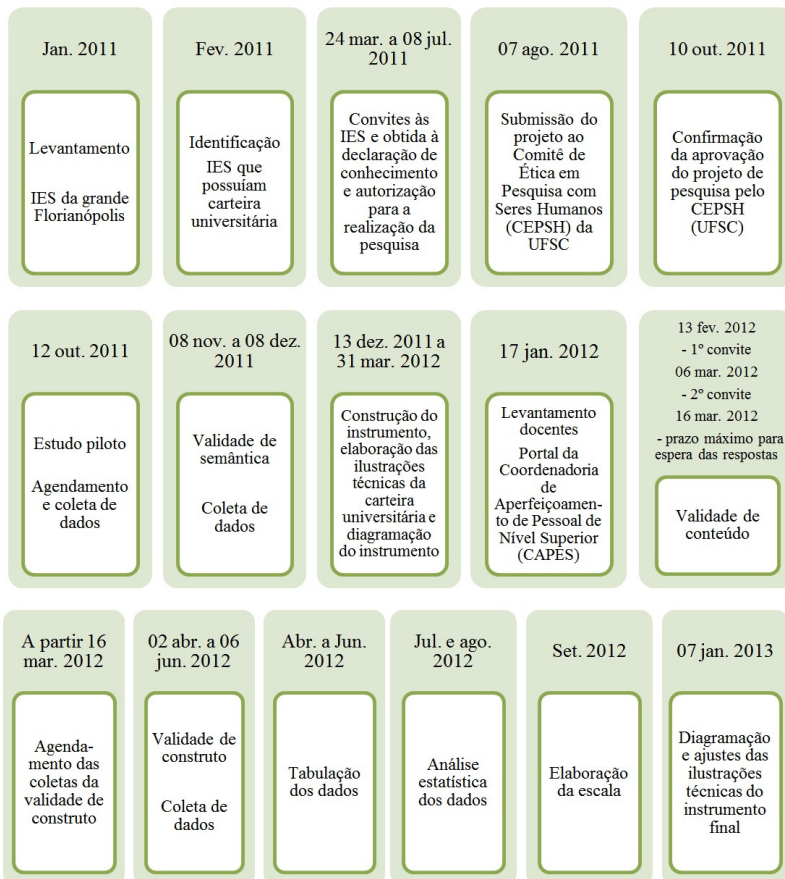 Jan. 2011
Levantamento
IES da grande
Florianópolis
Fev. 2011
Identificação
IES que
possuíam
carteira
universitária
24 mar. a 08 jul.
2011
Convites às
IES e obtida à
declaração de
conhecimento
e autorização
para a
realização da
pesquisa
07 ago. 2011
Submissão do
projeto ao
Comitê de
Ética em
Pesquisa com
Seres Humanos
(CEPSH) da
UFSC
10 out. 2011
Confirmação
da aprovação
do projeto de
pesquisa pelo
CEPSH
(UFSC)
12 out. 2011
Estudo piloto
Agendamento
e coleta de
dados
08 nov. a 08 dez.
2011
Validade de
semântica
Coleta de
dados
13 dez. 2011 a
31 mar. 2012
Construção do
instrumento,
elaboração das
ilustrações
técnicas da
carteira
universitária e
diagramação
do instrumento
17 jan. 2012
Levantamento
docentes
Portal da
Coordenadoria
de
Aperfeiçoamen-
to de Pessoal de
Nível Superior
(CAPES)
13 fev. 2012
- 1º convite
06 mar. 2012
- 2º convite
16 mar. 2012
- prazo máximo para
espera das respostas
Validade de
conteúdo
A partir 16
mar. 2012
Agenda-
mento das
coletas da
validade de
construto
02 abr. a 06
jun. 2012
Validade de
construto
Coleta de
dados
Abr. a Jun.
2012
Tabulação
dos dados
Jul. e ago.
2012
Análise
estatística
dos dados
Set. 2012
Elaboração
da escala
07 jan. 2013
Diagramação
e ajustes das
ilustrações
técnicas do
instrumento
final